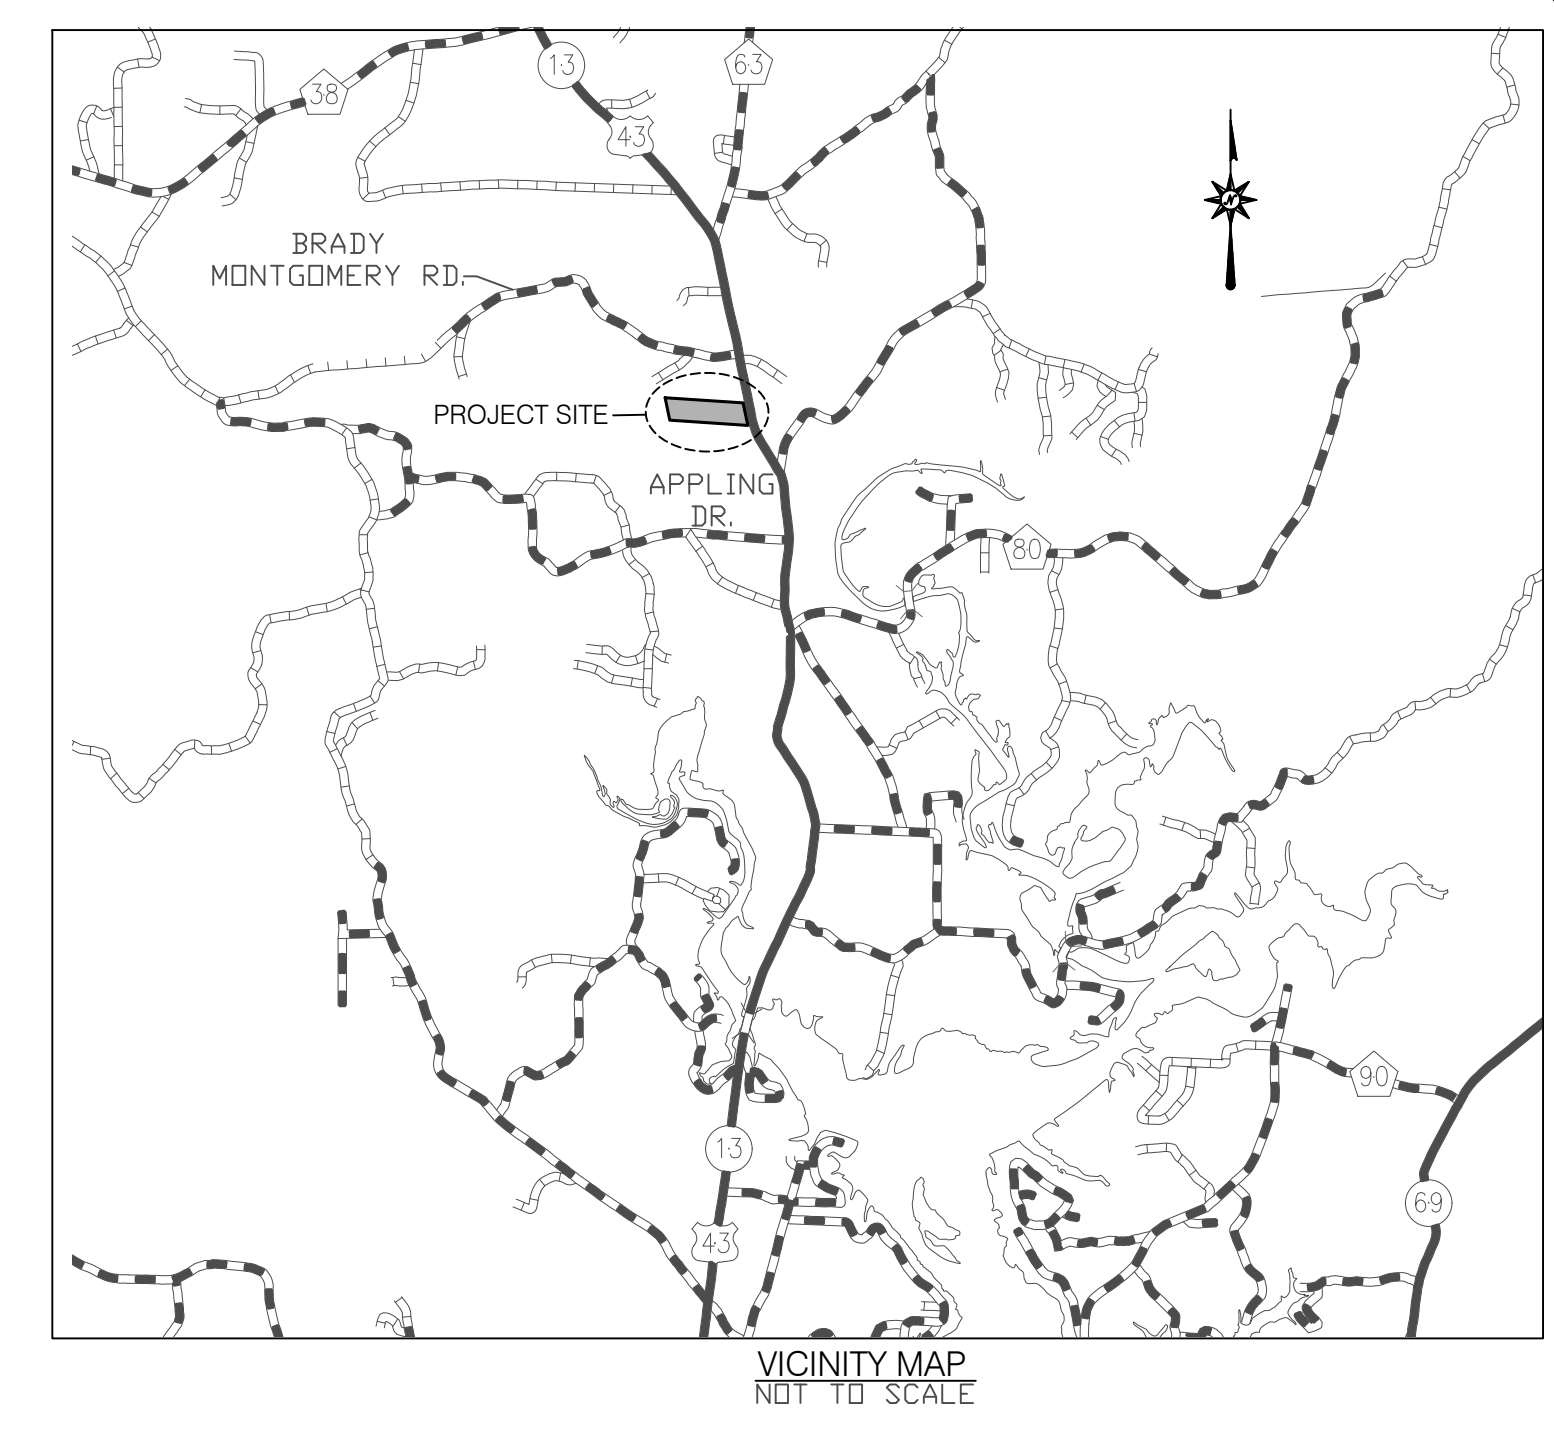 13
63
38
43
N
BRADY
MONTGOMERY RD.
PROJECT SITE
APPLING
DR.
80
90
13
69
43
VICINITY MAP
NOT TO SCALE